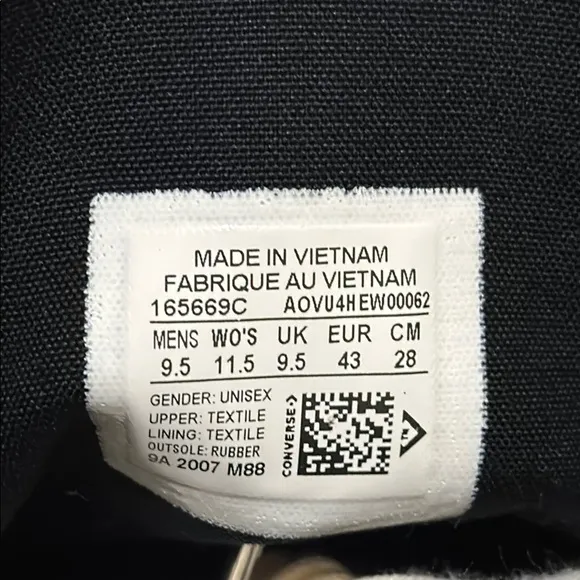 MADE IN VIETNAM
FABRIQUE AU VIETNAM
165669C AOVU4HEW00062
MENS WO'S UK EUR CM
9.5 11.5 9.5 43 28
GENDER: UNISEX
UPPER: TEXTILE
LINING: TEXTILE
OUTSOLE: RUBBER
9A 2007 M88
CONVERSE>
TM